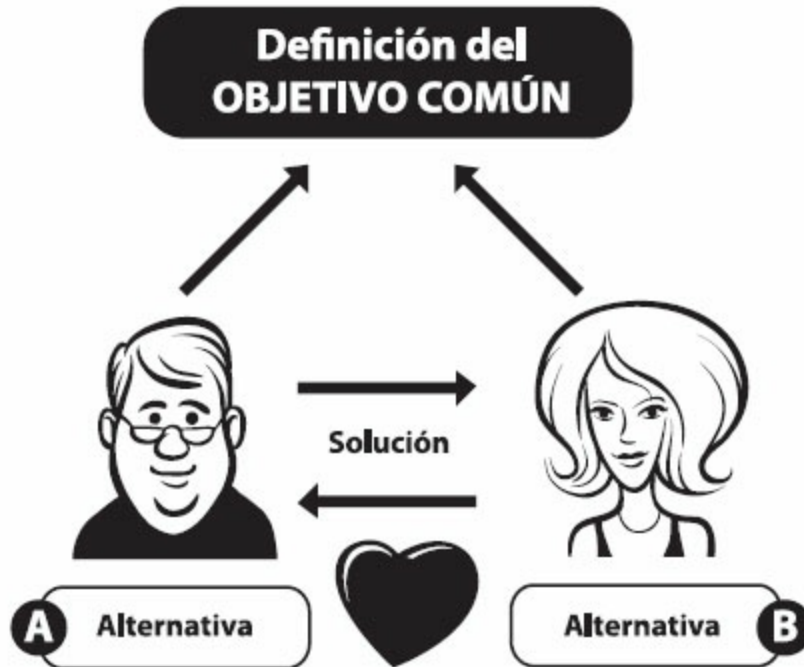 Definición del
OBJETIVO COMÚN
Solución
A Alternativa
Alternativa B